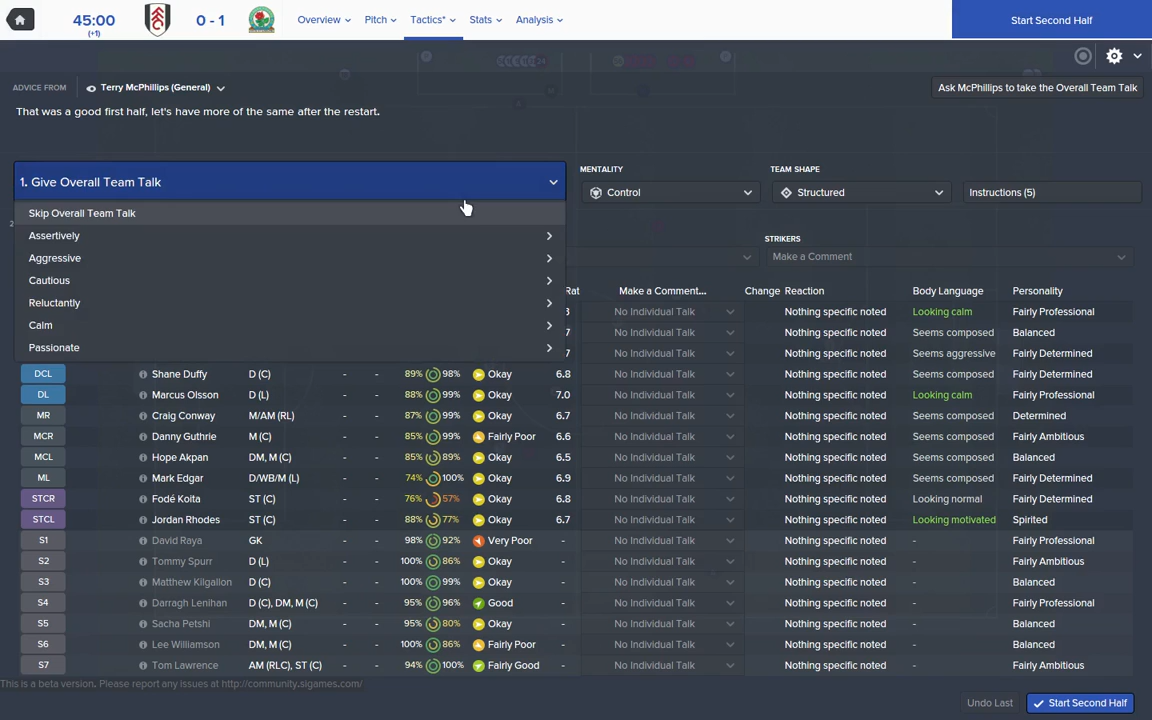 45:00
(+1)
0 - 1
Overview
Pitch
Tactics*
Stats
Analysis
Start Second Half
ADVICE FROM
Terry McPhillips (General)
Ask McPhillips to take the Overall Team Talk
That was a good first half, let's have more of the same after the restart.
1. Give Overall Team Talk
MENTALITY
Control
TEAM SHAPE
Structured
Instructions (5)
Skip Overall Team Talk
Assertively
Aggressive
Cautious
Reluctantly
Calm
Passionate
STRIKERS
Make a Comment
Rat Make a Comment... Change Reaction Body Language Personality
3 No Individual Talk Nothing specific noted Looking calm Fairly Professional
7 No Individual Talk Nothing specific noted Seems composed Balanced
7 No Individual Talk Nothing specific noted Seems aggressive Fairly Determined
DCL Shane Duffy D (C) - - 89% 98% Okay 6.8 No Individual Talk Nothing specific noted Seems composed Fairly Determined
DL Marcus Olsson D (L) - - 88% 99% Okay 7.0 No Individual Talk Nothing specific noted Looking calm Fairly Professional
MR Craig Conway M/AM (RL) - - 87% 99% Okay 6.7 No Individual Talk Nothing specific noted Seems composed Determined
MCR Danny Guthrie M (C) - - 85% 99% Fairly Poor 6.6 No Individual Talk Nothing specific noted Seems composed Fairly Ambitious
MCL Hope Akpan DM, M (C) - - 85% 89% Okay 6.5 No Individual Talk Nothing specific noted Seems composed Balanced
ML Mark Edgar D/WB/M (L) - - 74% 100% Okay 6.9 No Individual Talk Nothing specific noted Seems composed Fairly Determined
STCR Fodé Koita ST (C) - - 76% 57% Okay 6.8 No Individual Talk Nothing specific noted Looking normal Fairly Determined
STCL Jordan Rhodes ST (C) - - 88% 77% Okay 6.7 No Individual Talk Nothing specific noted Looking motivated Spirited
S1 David Raya GK - - 98% 92% Very Poor - No Individual Talk Nothing specific noted - Fairly Professional
S2 Tommy Spurr D (L) - - 100% 86% Okay - No Individual Talk Nothing specific noted - Fairly Ambitious
S3 Matthew Kilgallon D (C) - - 100% 99% Okay - No Individual Talk Nothing specific noted - Balanced
S4 Darragh Lenihan D (C), DM, M (C) - - 95% 96% Good - No Individual Talk Nothing specific noted - Fairly Professional
S5 Sacha Petshi DM, M (C) - - 95% 80% Okay - No Individual Talk Nothing specific noted - Balanced
S6 Lee Williamson DM, M (C) - - 100% 86% Fairly Poor - No Individual Talk Nothing specific noted - Balanced
S7 Tom Lawrence AM (RLC), ST (C) - - 94% 100% Fairly Good - No Individual Talk Nothing specific noted - Fairly Ambitious
This is a beta version. Please report any issues at http://community.sigames.com/
Undo Last
Start Second Half